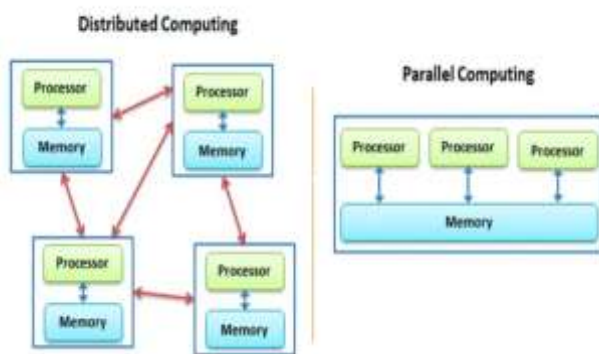 Distributed Computing
Processor
Memory
Processor
Memory
Processor
Memory
Processor
Memory
Parallel Computing
Processor
Processor
Processor
Memory